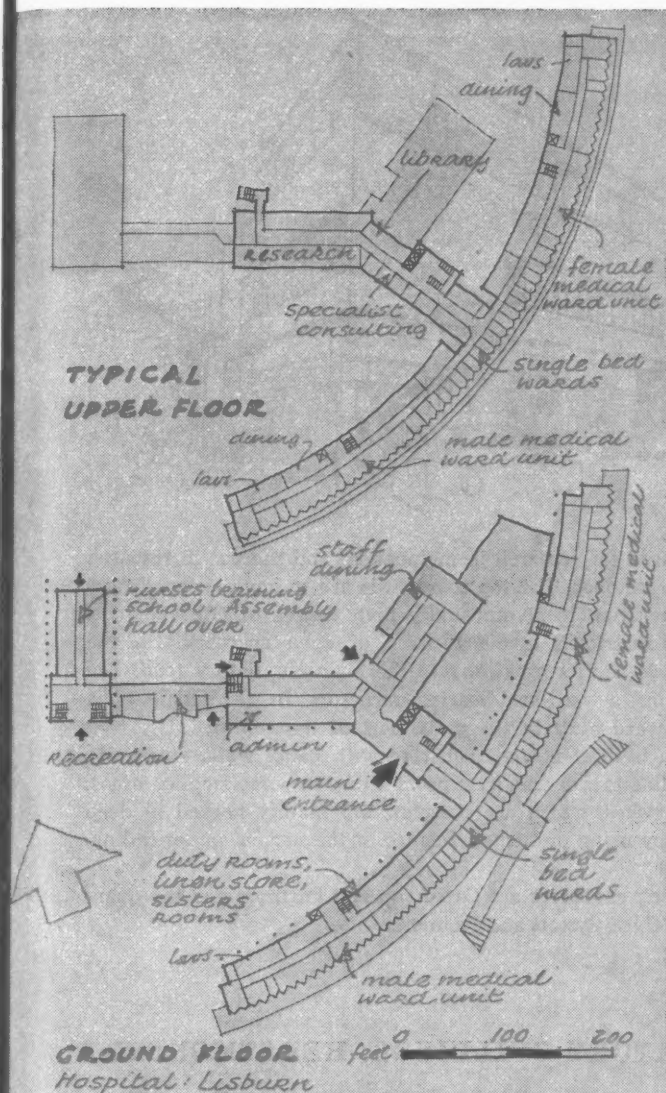 lavs
dining
library
research
female
medical
ward unit
specialist
consulting
single bed
wards
TYPICAL
UPPER FLOOR
dining
male medical
ward unit
lavs
staff
dining
nurses training
school. Assembly
hall over
female medical
ward unit
recreation
admin
main
entrance
single
bed
wards
duty rooms,
linen store,
sisters'
rooms
lavs
male medical
ward unit
GROUND FLOOR
feet 0 100 200
Hospital: Lisburn